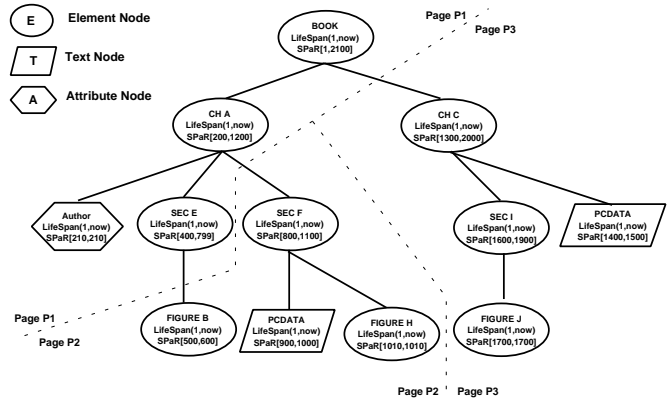 E Element Node
T Text Node
A Attribute Node
Page P1
Page P3
BOOK
LifeSpan(1,now)
SPaR[1,2100]
CH A
LifeSpan(1,now)
SPaR[200,1200]
CH C
LifeSpan(1,now)
SPaR[1300,2000]
Author
LifeSpan(1,now)
SPaR[210,210]
SEC E
LifeSpan(1,now)
SPaR[400,799]
SEC F
LifeSpan(1,now)
SPaR[800,1100]
SEC I
LifeSpan(1,now)
SPaR[1600,1900]
PCDATA
LifeSpan(1,now)
SPaR[1400,1500]
Page P1
Page P2
FIGURE B
LifeSpan(1,now)
SPaR[500,600]
PCDATA
LifeSpan(1,now)
SPaR[900,1000]
FIGURE H
LifeSpan(1,now)
SPaR[1010,1010]
FIGURE J
LifeSpan(1,now)
SPaR[1700,1700]
Page P2
Page P3